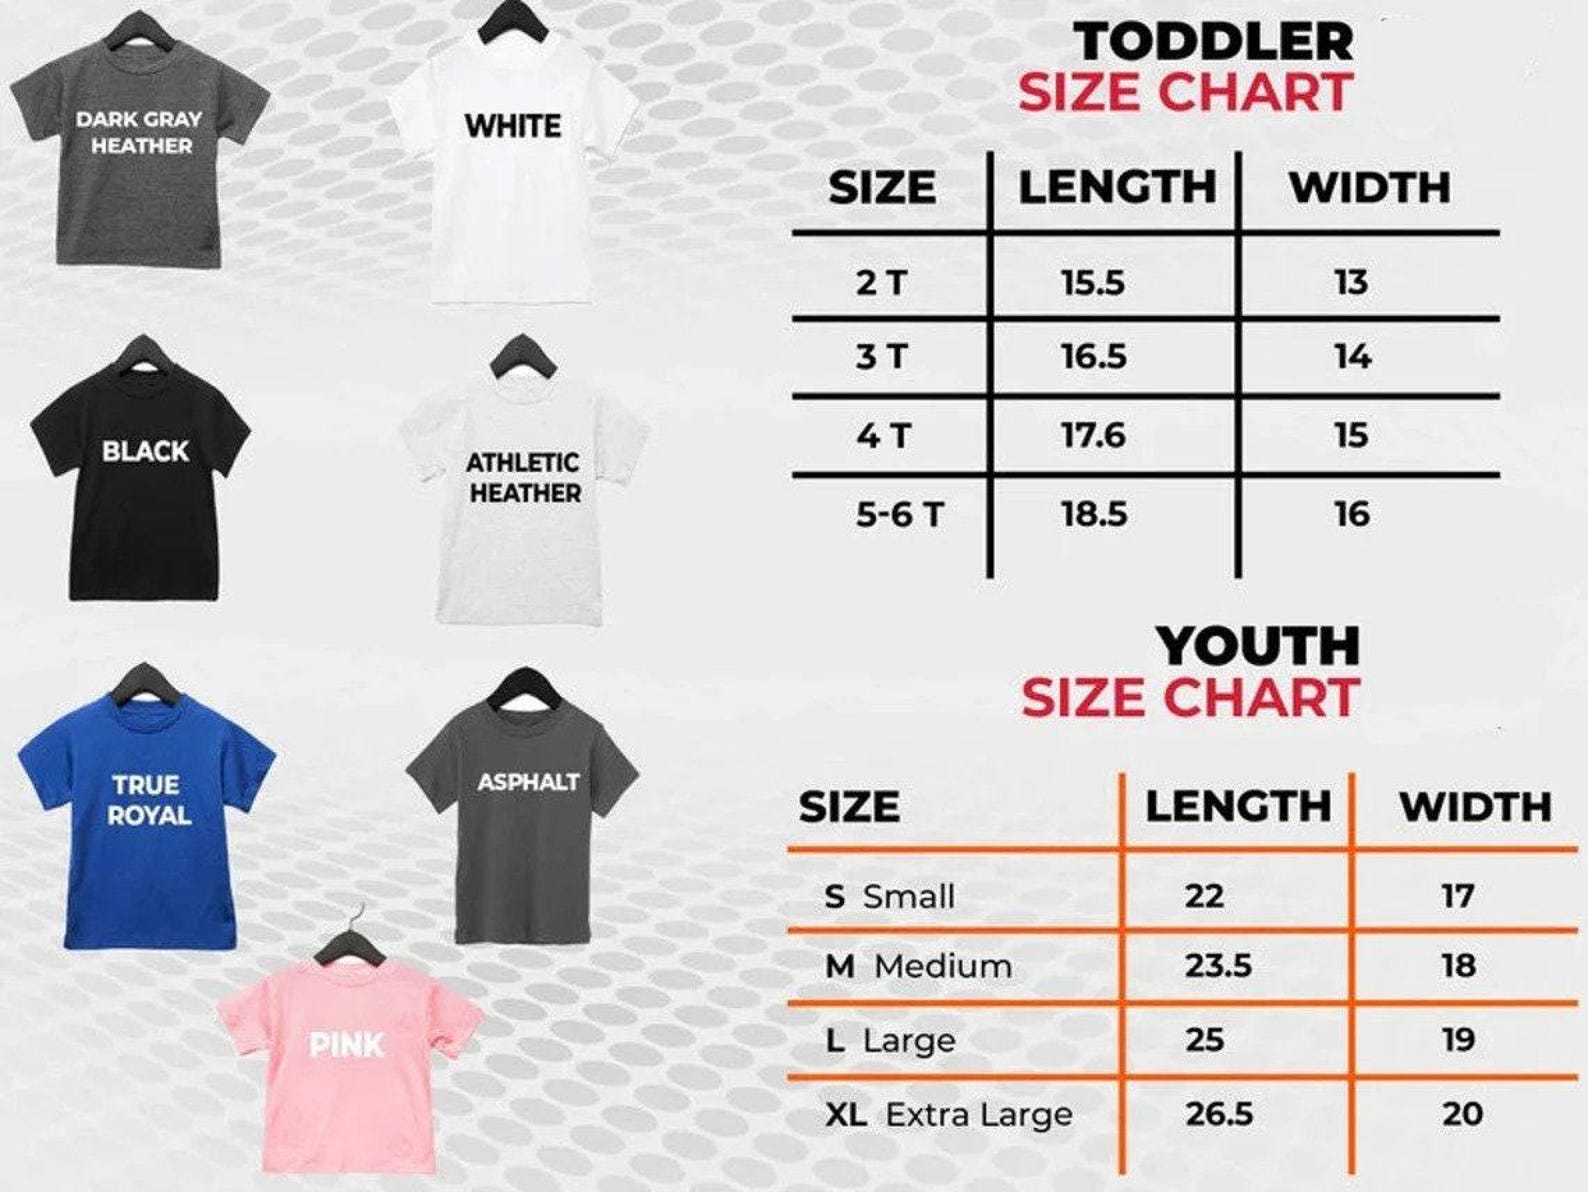 DARK GRAY
HEATHER
WHITE
BLACK
ATHLETIC
HEATHER
TRUE
ROYAL
ASPHALT
PINK
TODDLER
SIZE CHART
SIZE LENGTH WIDTH
2 T 15.5 13
3 T 16.5 14
4 T 17.6 15
5-6 T 18.5 16
YOUTH
SIZE CHART
SIZE LENGTH WIDTH
S Small 22 17
M Medium 23.5 18
L Large 25 19
XL Extra Large 26.5 20